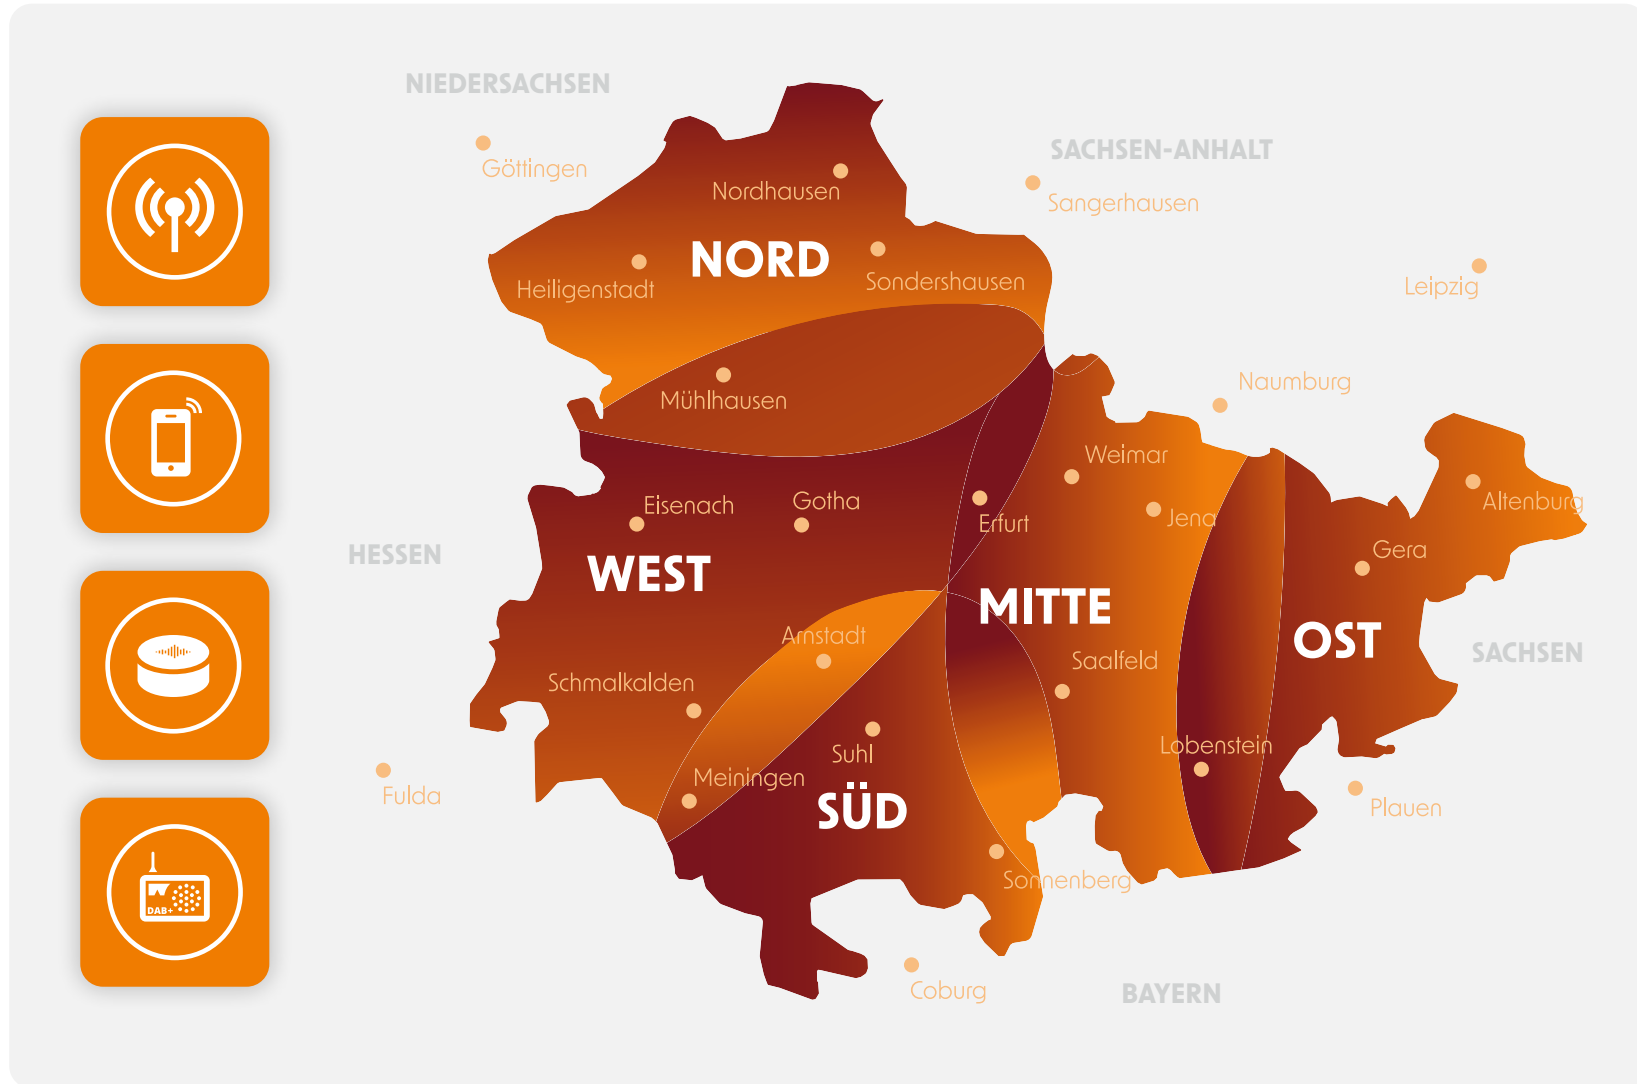 NIEDERSACHSEN
Göttingen
SACHSEN-ANHALT
Nordhausen
Sangerhausen
NORD
Heiligenstadt
Sondershausen
Leipzig
Mühlhausen
Naumburg
Weimar
Eisenach
Gotha
Erfurt
Jena
Altenburg
HESSEN
Gera
WEST
MITTE
OST
Arnstadt
Saalfeld
SACHSEN
Schmalkalden
Suhl
Lobenstein
Meiningen
Fulda
SÜD
Plauen
Sonnenberg
DAB+
Coburg
BAYERN